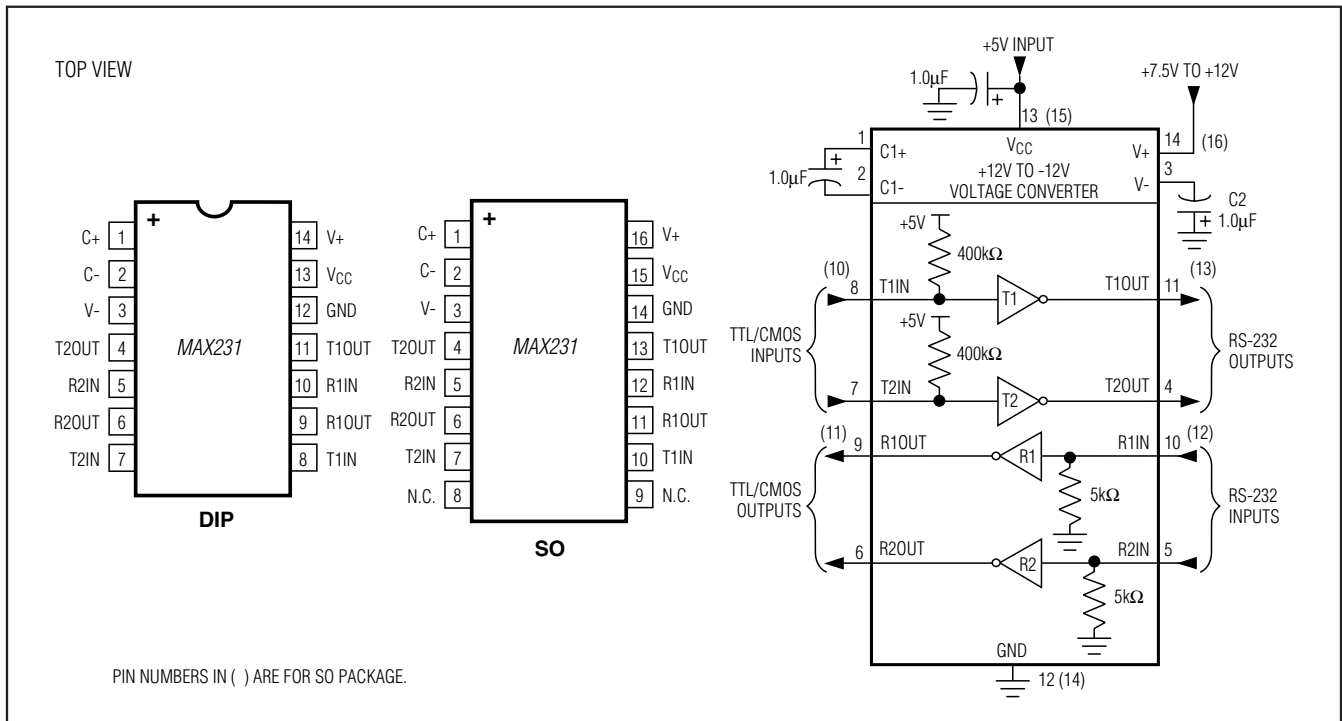 TOP VIEW
+
C+ 1
C- 2
V- 3
T2OUT 4
R2IN 5
R2OUT 6
T2IN 7
MAX231
14 V+
13 VCC
12 GND
11 T1OUT
10 R1IN
9 R1OUT
8 T1IN
DIP
+
C+ 1
C- 2
V- 3
T2OUT 4
R2IN 5
R2OUT 6
T2IN 7
N.C. 8
MAX231
16 V+
15 VCC
14 GND
13 T1OUT
12 R1IN
11 R1OUT
10 T1IN
9 N.C.
SO
+5V INPUT
1.0μF
+
+7.5V TO +12V
13 (15)
VCC
1
C1+
+
1.0μF
2
C1-
+12V TO -12V
VOLTAGE CONVERTER
V+
14 (16)
V-
3
C2
+ 1.0μF
+5V
400kΩ
(10)
8 T1IN
T1
T1OUT 11
(13)
+5V
400kΩ
TTL/CMOS
INPUTS
RS-232
OUTPUTS
7 T2IN
T2
T2OUT 4
(11)
9 R1OUT
R1
R1IN 10
(12)
5kΩ
TTL/CMOS
OUTPUTS
RS-232
INPUTS
6 R2OUT
R2
R2IN 5
5kΩ
GND
12 (14)
PIN NUMBERS IN ( ) ARE FOR SO PACKAGE.